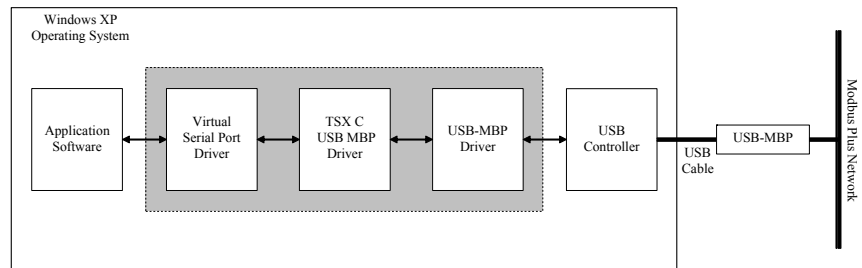 Windows XP
Operating System
Application
Software
Virtual
Serial Port
Driver
TSX C
USB MBP
Driver
USB-MBP
Driver
USB
Controller
USB
Cable
USB-MBP
Modbus Plus Network